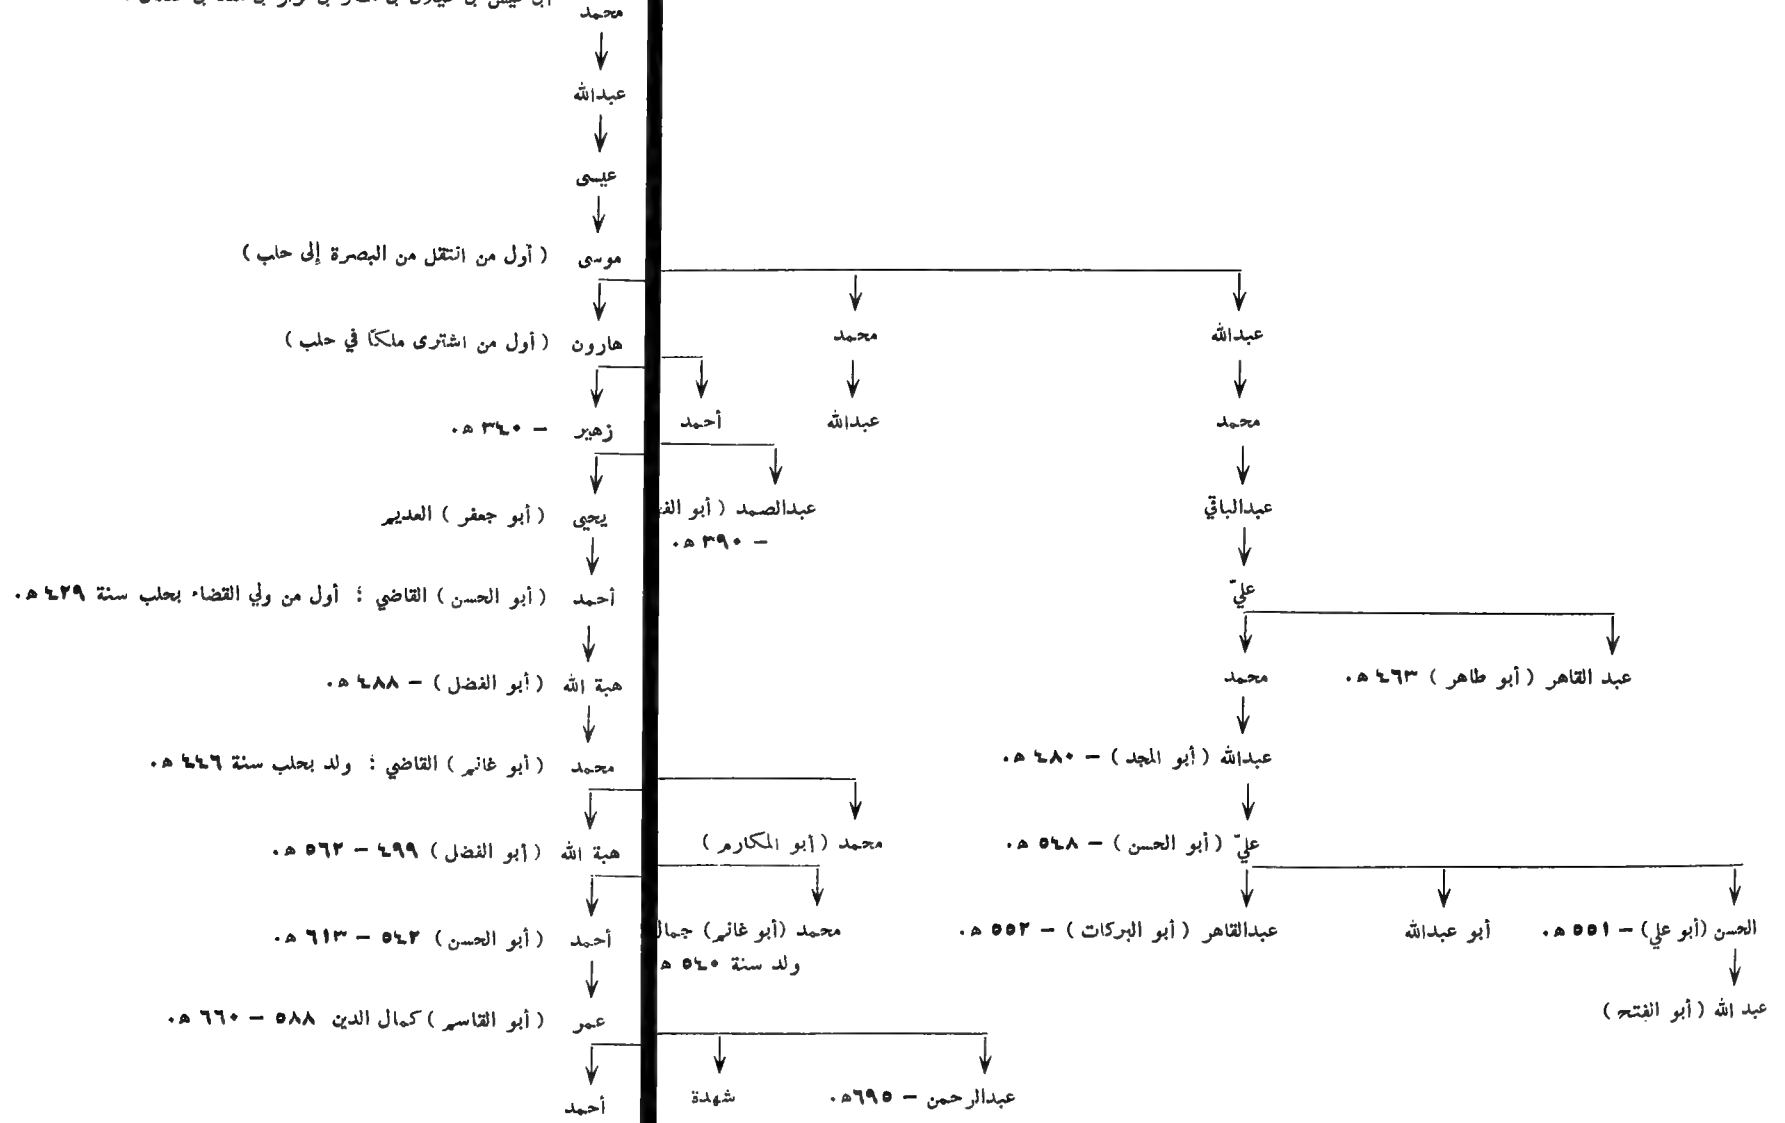 محمد
عبدالله
عيسى
موسى ( أول من انتقل من البصرة إلى حلب )
عبدالله
محمد
هارون ( أول من اشترى ملكًا في حلب )
محمد
عبدالله
أحمد
زهير – ٣٤٠ هـ.
عبدالباقي
عبدالصمد ( أبو
– ٣٩٠ هـ.
يحيى ( أبو جعفر ) العديم
عليّ
أحمد ( أبو الحسن ) القاضي ؛ أول من ولي القضاء بحلب سنة ٤٢٩ هـ.
عبد القاهر ( أبو طاهر ) ٤٦٣ هـ.
محمد
هبة الله ( أبو الفضل ) – ٤٨٨ هـ.
عبدالله ( أبو المجد ) – ٤٨٠ هـ.
محمد ( أبو غانم ) القاضي ؛ ولد بحلب سنة ٤٤٦ هـ.
عليّ ( أبو الحسن ) – ٥٤٨ هـ.
محمد ( أبو المكارم )
هبة الله ( أبو الفضل ) ٤٩٩ – ٥٦٢ هـ.
الحسن (أبو علي) – ٥٥١ هـ.
أبو عبدالله
عبدالقاهر ( أبو البركات ) – ٥٥٢ هـ.
محمد (أبو غانم) جمال
ولد سنة ٥٤٠ هـ
أحمد ( أبو الحسن ) ٥٤٢ – ٦١٣ هـ.
عبد الله ( أبو الفتح )
عمر ( أبو القاسم ) كمال الدين ٥٨٨ – ٦٦٠ هـ.
عبدالرحمن – ٦٩٥هـ.
شهدة
أحمد